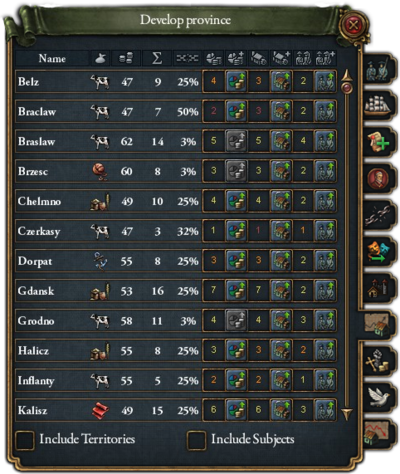 Develop province
Name
Belz 47 9 25% 4 3 2
Braclaw 47 7 50% 2 3 2
Braslaw 62 14 3% 5 5 4
Brzesc 60 8 3% 3 3 2
Chelmno 49 10 25% 4 4 2
Czerkasy 47 3 32% 1 1 1
Dorpat 55 8 25% 3 3 2
Gdansk 53 16 25% 7 7 2
Grodno 58 11 3% 4 4 3
Halicz 55 8 25% 3 3 2
Inflanty 55 5 25% 2 2 1
Kalisz 49 15 25% 6 6 3
Include Territories Include Subjects